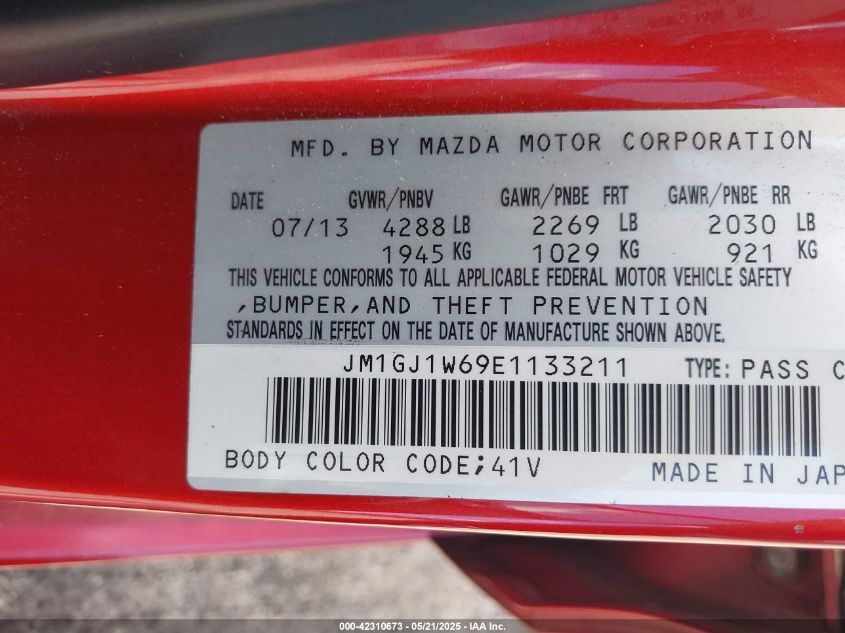 MFD. BY MAZDA MOTOR CORPORATION
DATE GVWR/PNBV GAWR/PNBE FRT GAWR/PNBE RR
07/13 4288 LB 2269 LB 2030 LB
1945 KG 1029 KG 921 KG
THIS VEHICLE CONFORMS TO ALL APPLICABLE FEDERAL MOTOR VEHICLE SAFETY
,BUMPER,AND THEFT PREVENTION
STANDARDS IN EFFECT ON THE DATE OF MANUFACTURE SHOWN ABOVE.
JM1GJ1W69E1133211 TYPE: PASS C
BODY COLOR CODE;41V
MADE IN JAP
000-42310673 - 05/21/2025 - IAA Inc.